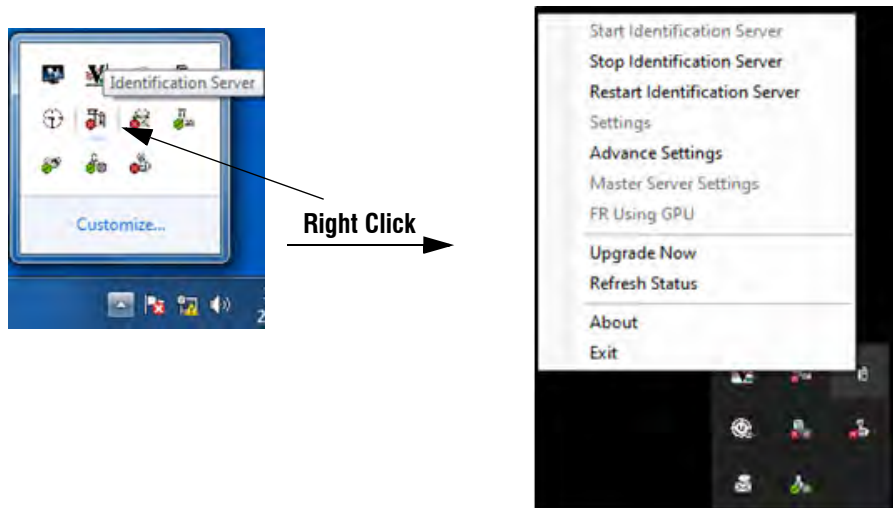 Identification Server
Customize...
Right Click
Start Identification Server
Stop Identification Server
Restart Identification Server
Settings
Advance Settings
Master Server Settings
FR Using GPU
Upgrade Now
Refresh Status
About
Exit